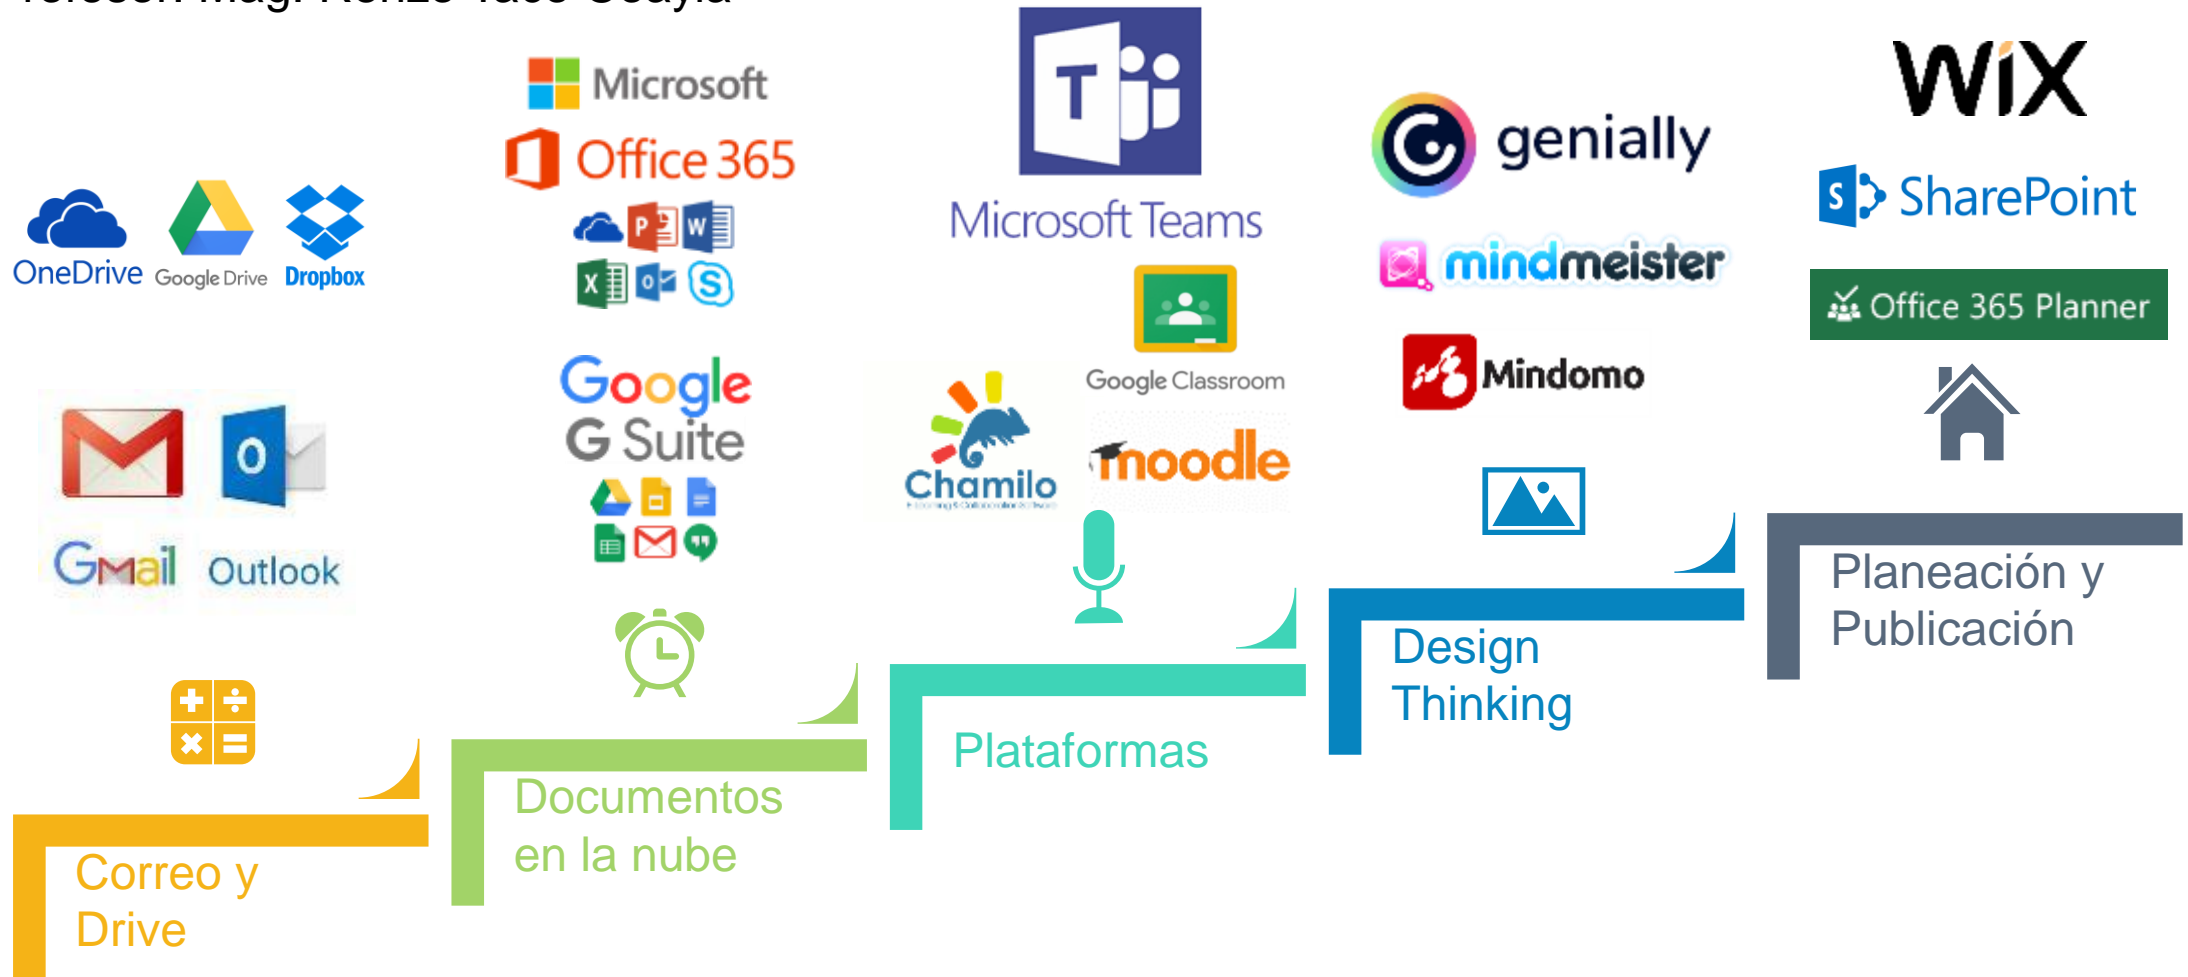 OneDrive
Google Drive
Dropbox
Gmail
Outlook
Correo y
Drive
Microsoft
Office 365
Google
G Suite
Documentos
en la nube
Microsoft Teams
Google Classroom
Chamilo
moodle
Plataformas
genially
mindmeister
Mindomo
Design
Thinking
WiX
SharePoint
Office 365 Planner
Planeación y
Publicación